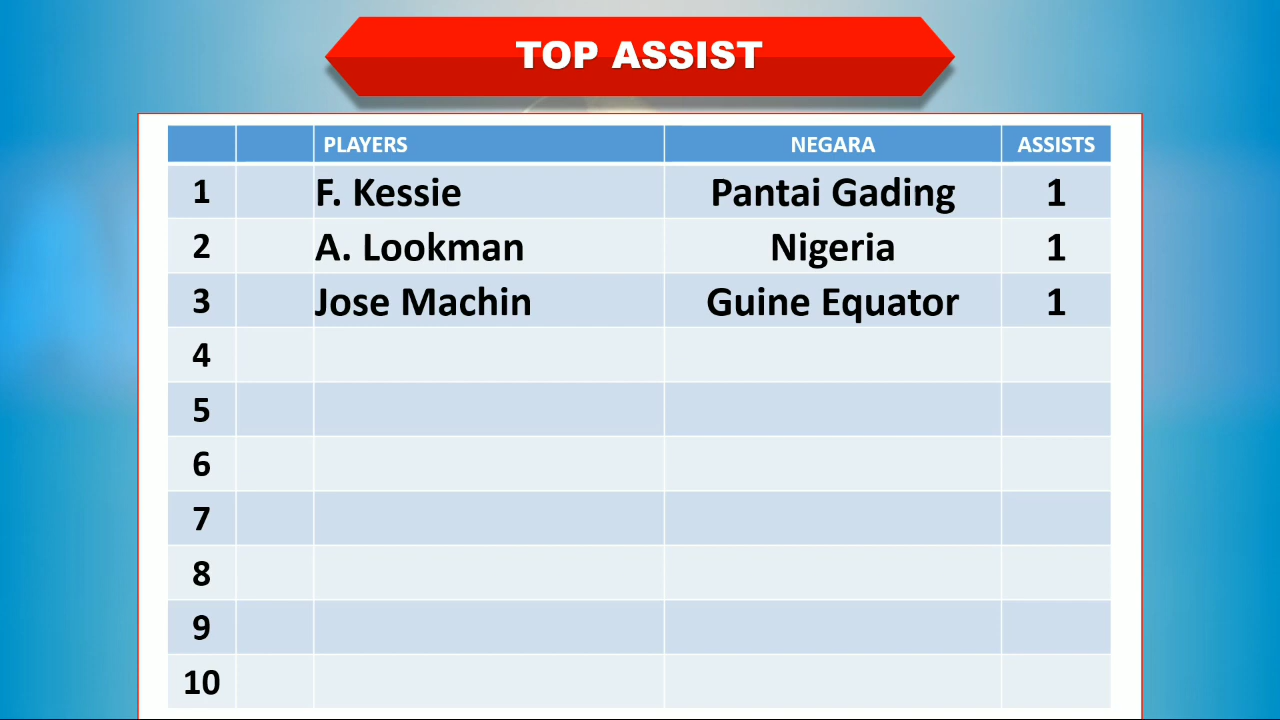 TOP ASSIST
PLAYERS NEGARA ASSISTS
1 F. Kessie Pantai Gading 1
2 A. Lookman Nigeria 1
3 Jose Machin Guine Equator 1
4
5
6
7
8
9
10